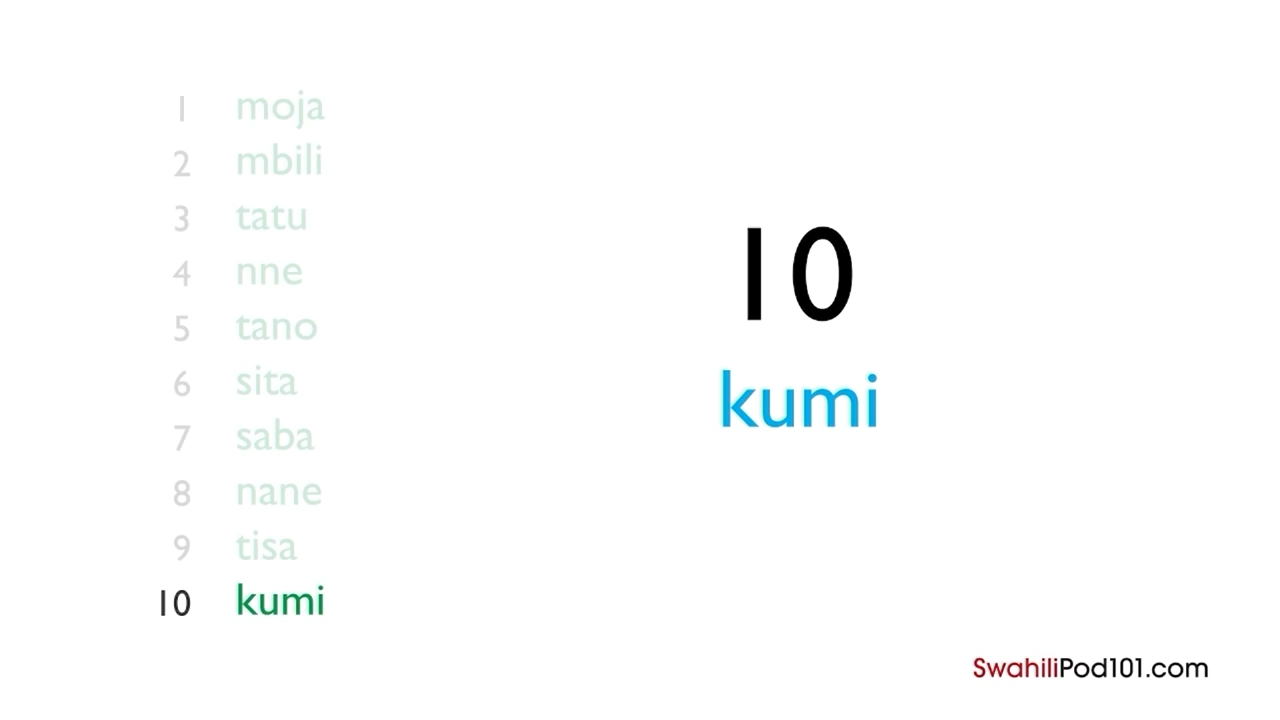 1 moja
2 mbili
3 tatu
4 nne
5 tano
6 sita
7 saba
8 nane
9 tisa
10 kumi
10
kumi
SwahiliPod101.com